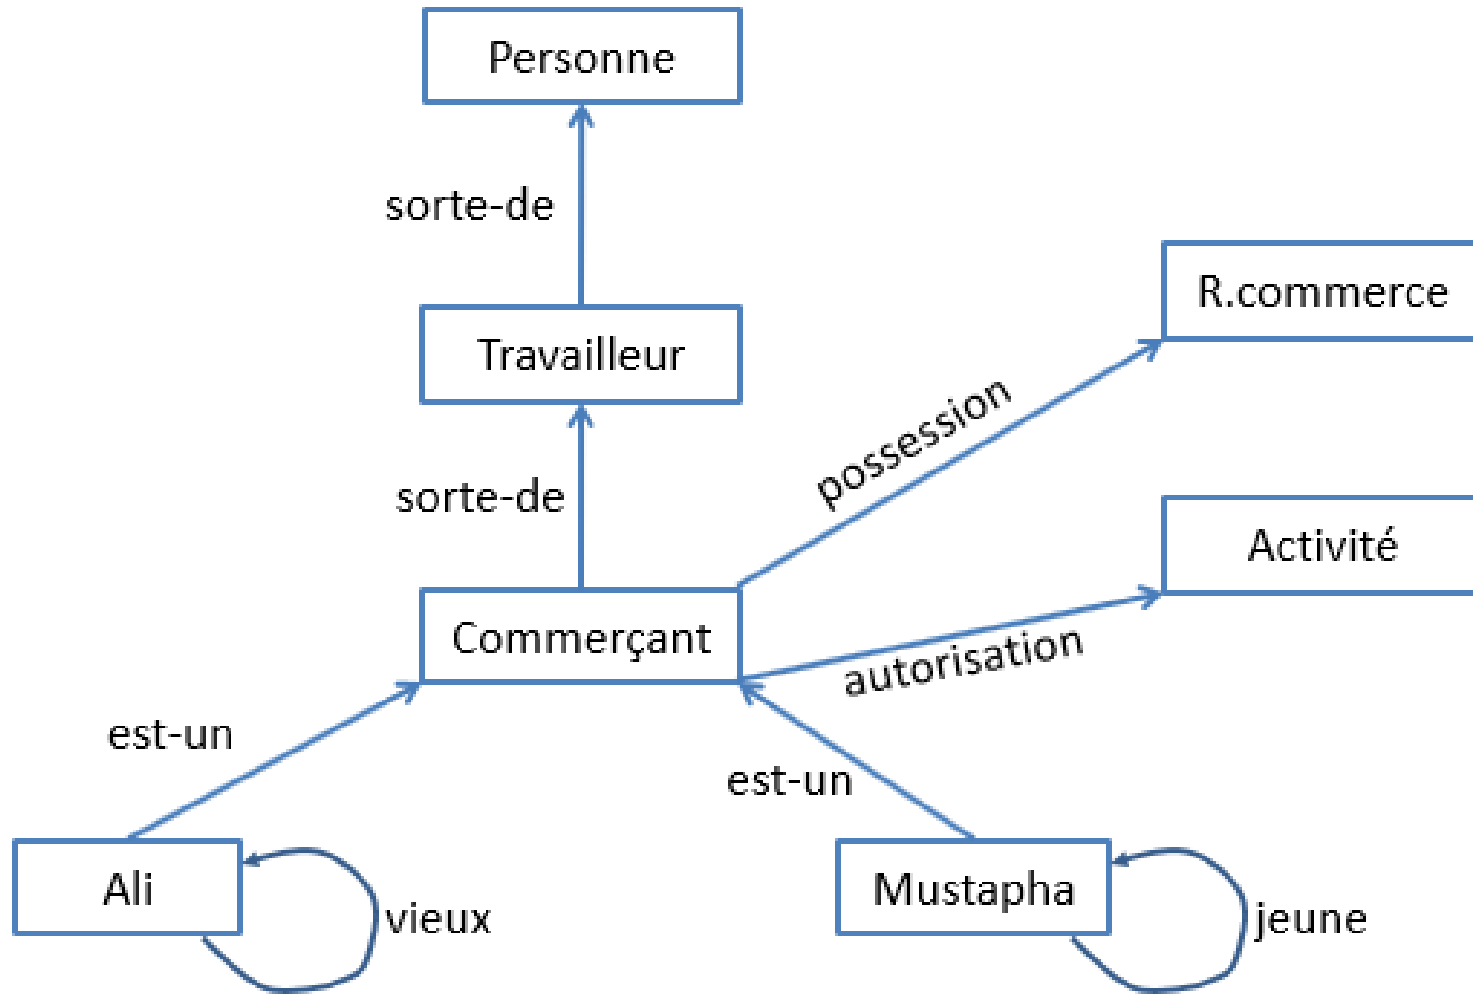 Personne
sorte-de
R.commerce
Travailleur
possession
sorte-de
Activité
Commerçant
autorisation
est-un
est-un
Ali
vieux
Mustapha
jeune